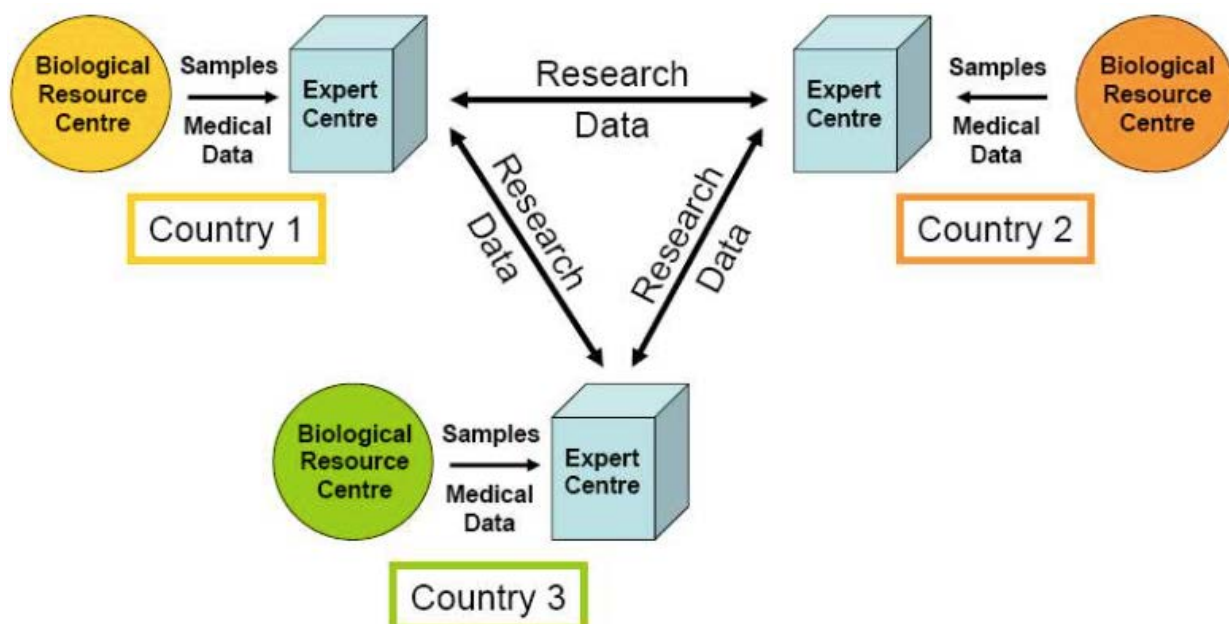 Biological
Resource
Centre
Samples
Medical
Data
Expert
Centre
Country 1
Research
Data
Expert
Centre
Samples
Medical
Data
Biological
Resource
Centre
Country 2
Research
Data
Research
Data
Biological
Resource
Centre
Samples
Medical
Data
Expert
Centre
Country 3